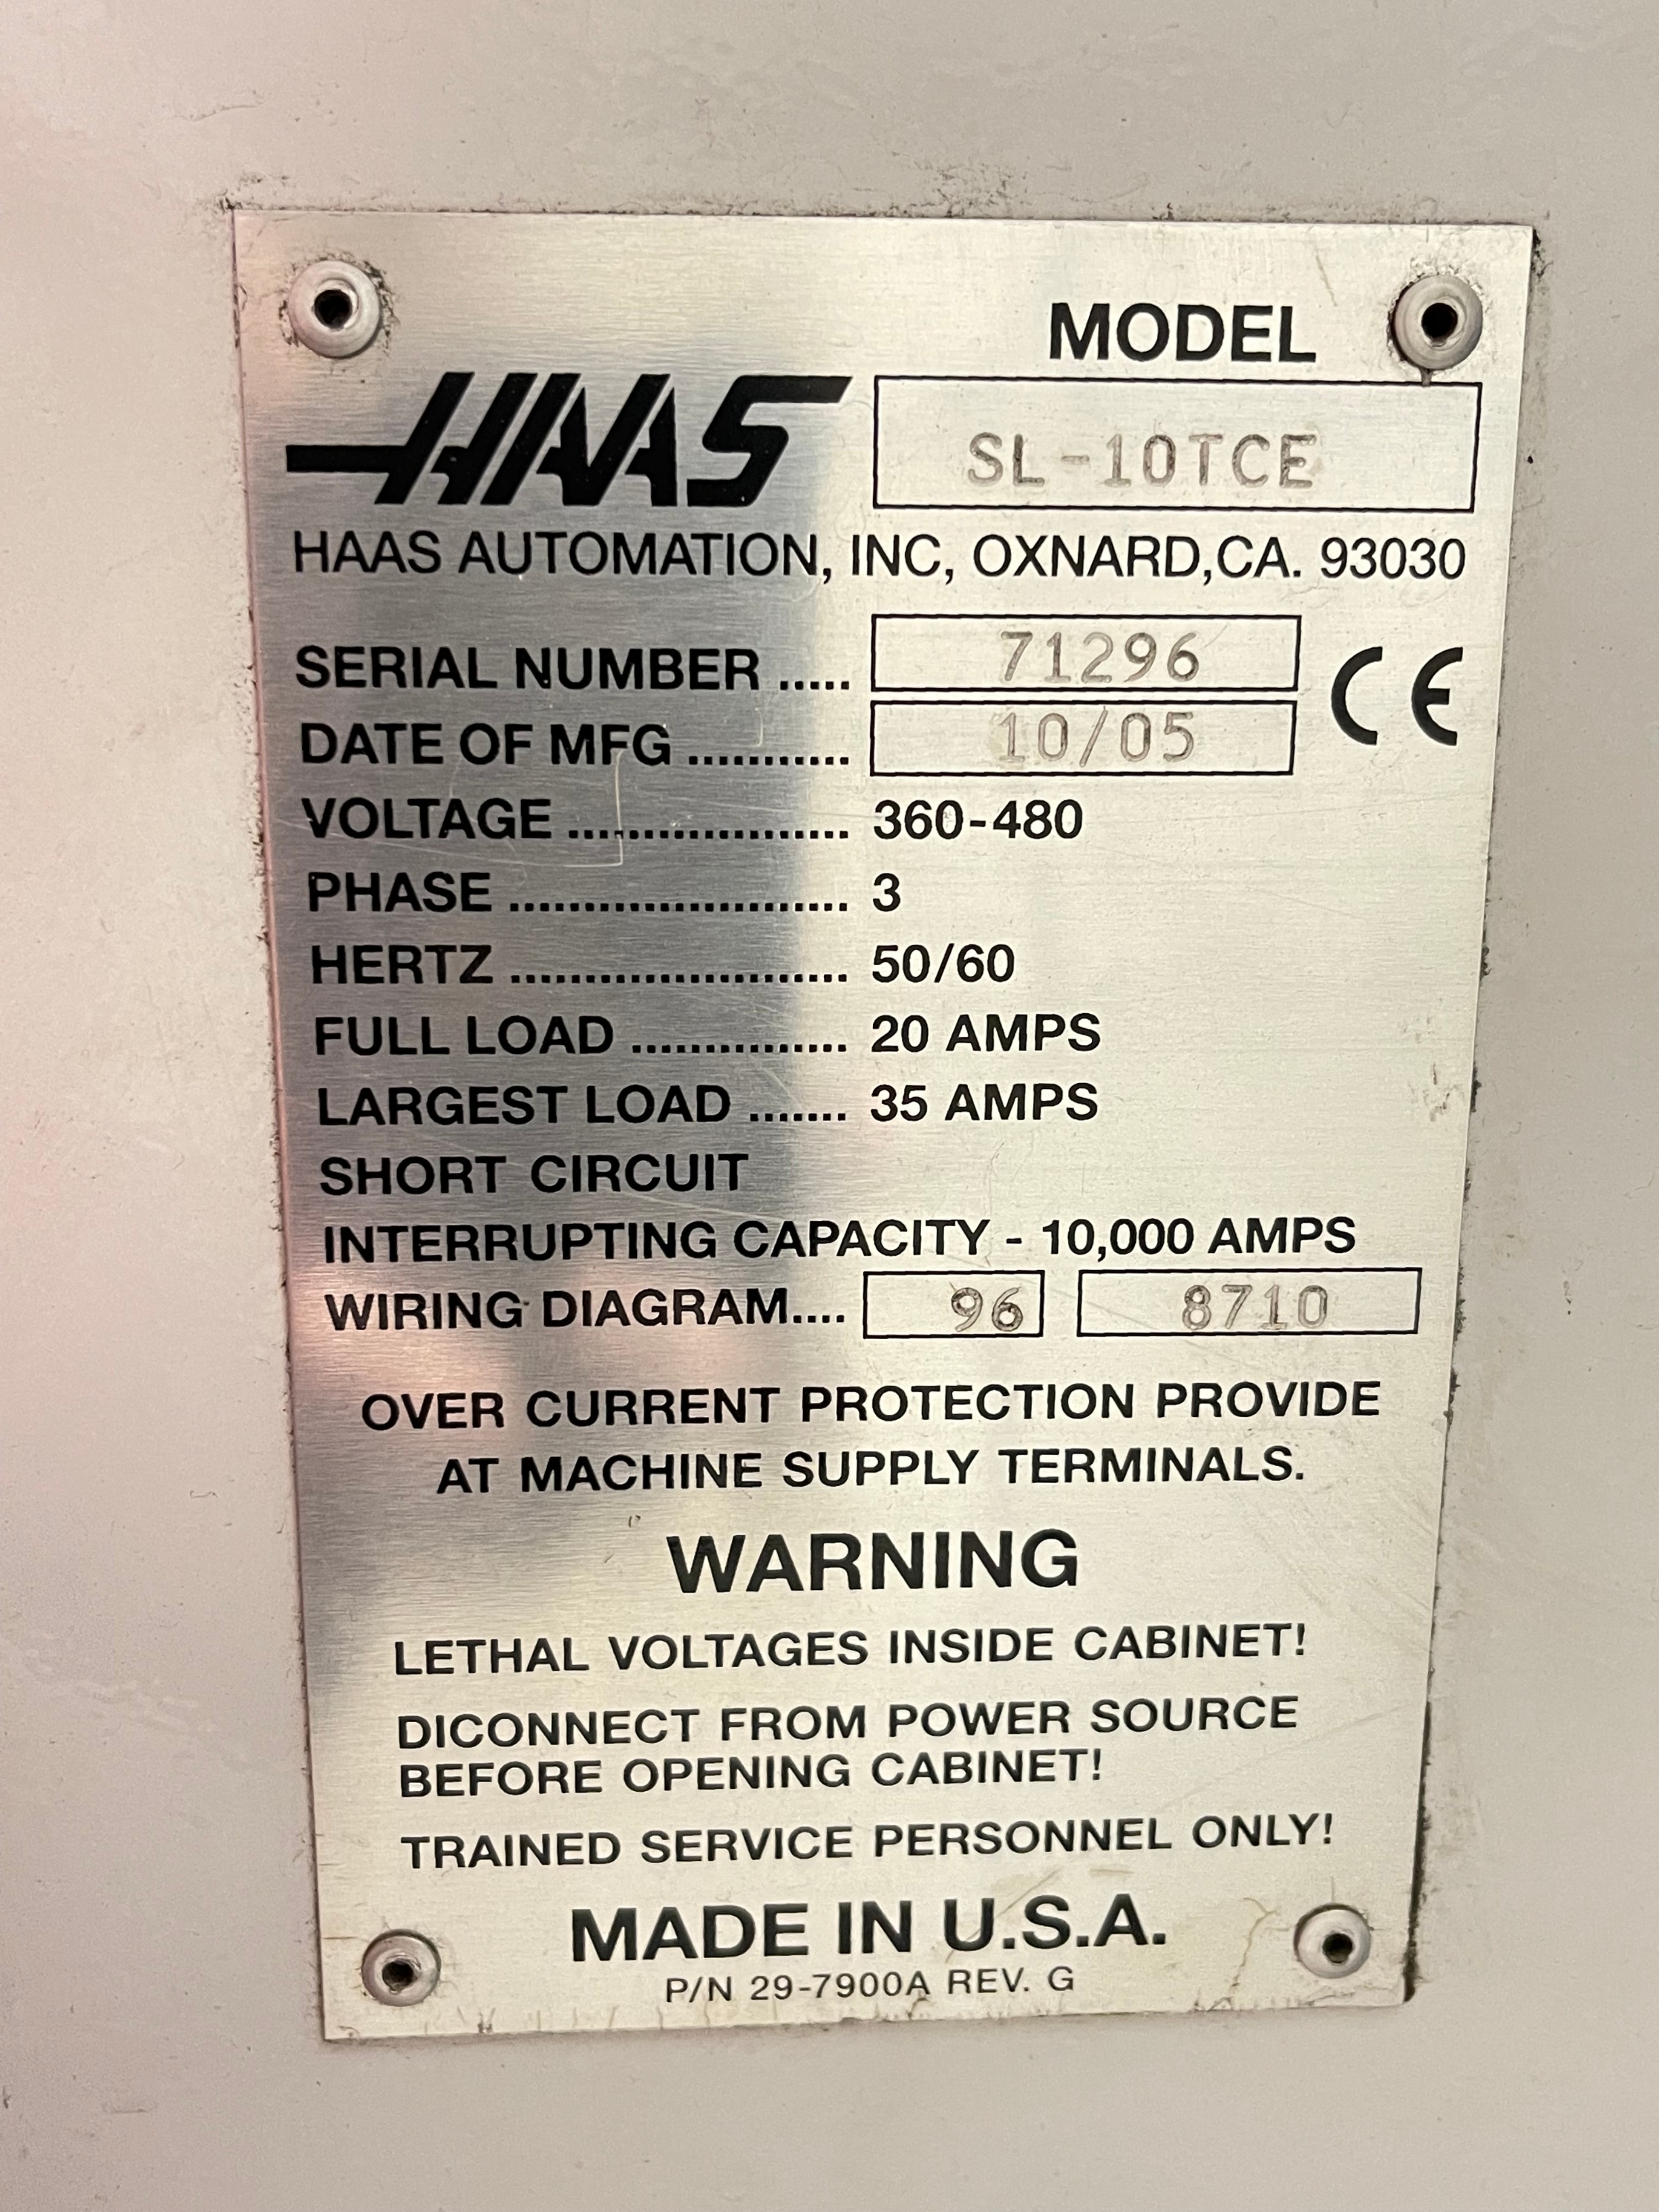 MODEL
HAAS
SL-10TCE
HAAS AUTOMATION, INC, OXNARD,CA. 93030
SERIAL NUMBER ..... 71296
CE
DATE OF MFG ........... 10/05
VOLTAGE ................... 360-480
PHASE ....................... 3
HERTZ ....................... 50/60
FULL LOAD ............... 20 AMPS
LARGEST LOAD ....... 35 AMPS
SHORT CIRCUIT
INTERRUPTING CAPACITY - 10,000 AMPS
WIRING DIAGRAM.... 96 8710
OVER CURRENT PROTECTION PROVIDE
AT MACHINE SUPPLY TERMINALS.
WARNING
LETHAL VOLTAGES INSIDE CABINET!
DICONNECT FROM POWER SOURCE
BEFORE OPENING CABINET!
TRAINED SERVICE PERSONNEL ONLY!
MADE IN U.S.A.
P/N 29-7900A REV. G